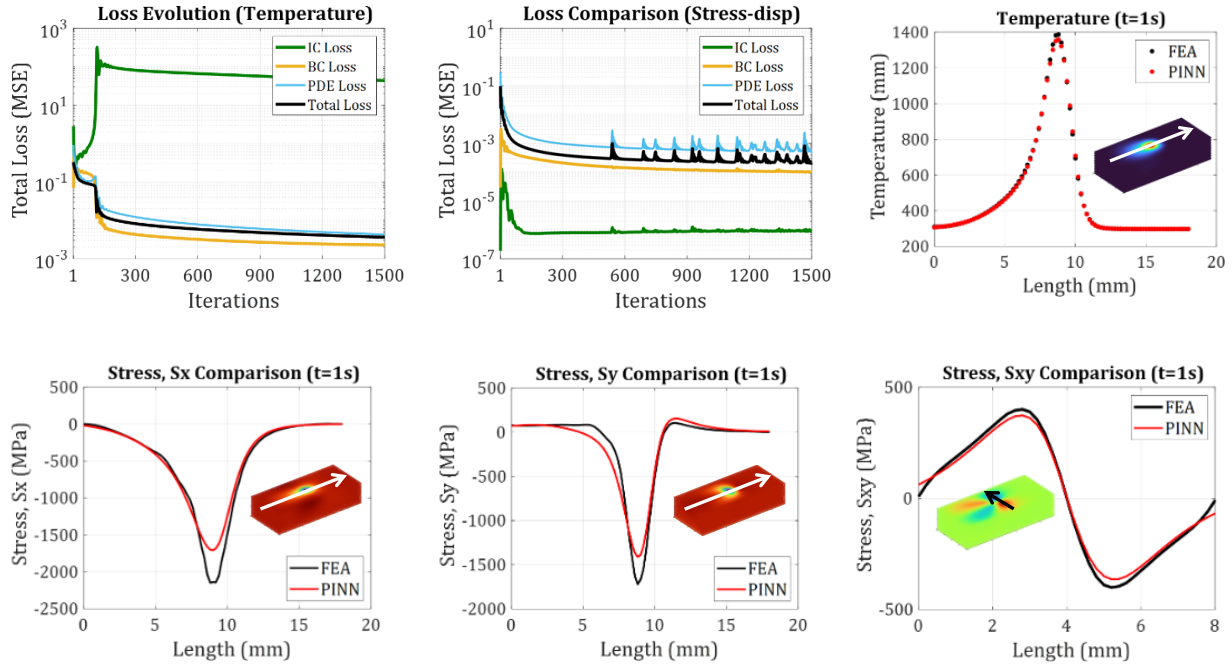 Loss Evolution (Temperature)
Total Loss (MSE)
10³
10¹
10⁻¹
10⁻³
IC Loss
BC Loss
PDE Loss
Total Loss
1 300 600 900 1200 1500
Iterations
Loss Comparison (Stress-disp)
Total Loss (MSE)
10¹
10⁻¹
10⁻³
10⁻⁵
10⁻⁷
IC Loss
BC Loss
PDE Loss
Total Loss
1 300 600 900 1200 1500
Iterations
Temperature (t=1s)
Temperature (mm)
1400
1200
1000
800
600
400
200
FEA
PINN
0 5 10 15 20
Length (mm)
Stress, Sx Comparison (t=1s)
Stress, Sx (MPa)
500
0
-500
-1000
-1500
-2000
-2500
FEA
PINN
0 5 10 15 20
Length (mm)
Stress, Sy Comparison (t=1s)
Stress, Sy (MPa)
500
0
-500
-1000
-1500
-2000
FEA
PINN
0 5 10 15 20
Length (mm)
Stress, Sxy Comparison (t=1s)
Stress, Sxy (MPa)
500
0
-500
FEA
PINN
0 2 4 6 8
Length (mm)